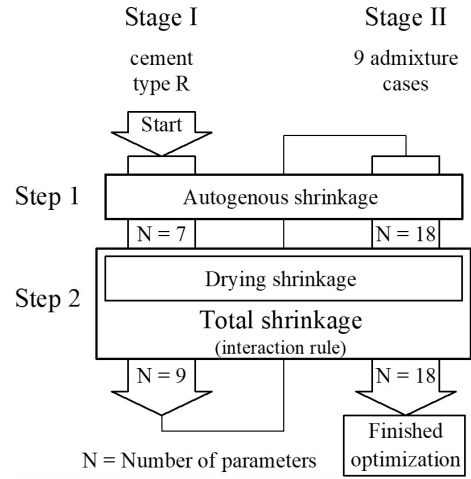 Stage I
Stage II
cement
type R
9 admixture
cases
Start
Step 1
Autogenous shrinkage
N = 7
N = 18
Step 2
Drying shrinkage
Total shrinkage
(interaction rule)
N = 9
N = 18
N = Number of parameters
Finished
optimization